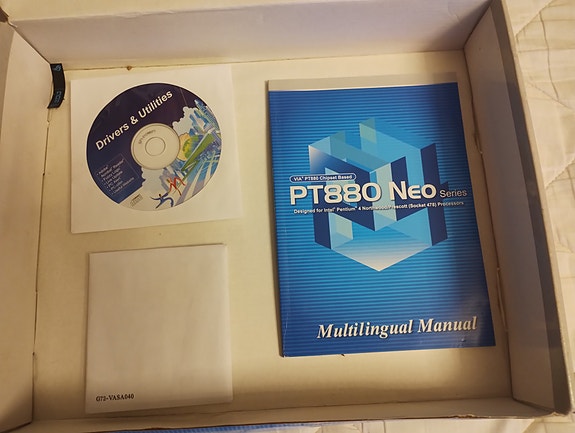 Drivers & Utilities
VIA® PT880 Chipset Based
PT880 Neo Series
Designed for Intel® Pentium® 4 Northwood/Prescott (Socket 478) Processors
Multilingual Manual
G73-VASA040